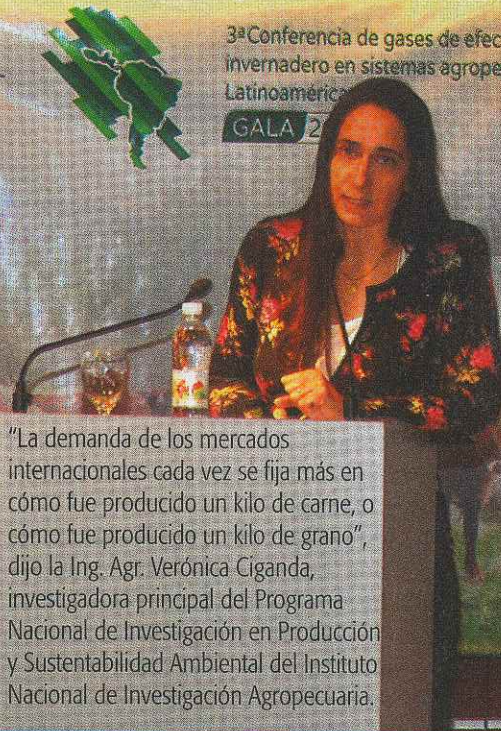 3ª Conferencia de gases de efec
invernadero en sistemas agrope
Latinoamérica
GALA 2
“La demanda de los mercados
internacionales cada vez se fija más en
cómo fue producido un kilo de carne, o
cómo fue producido un kilo de grano”,
dijo la Ing. Agr. Verónica Ciganda,
investigadora principal del Programa
Nacional de Investigación en Producción
y Sustentabilidad Ambiental del Instituto
Nacional de Investigación Agropecuaria.